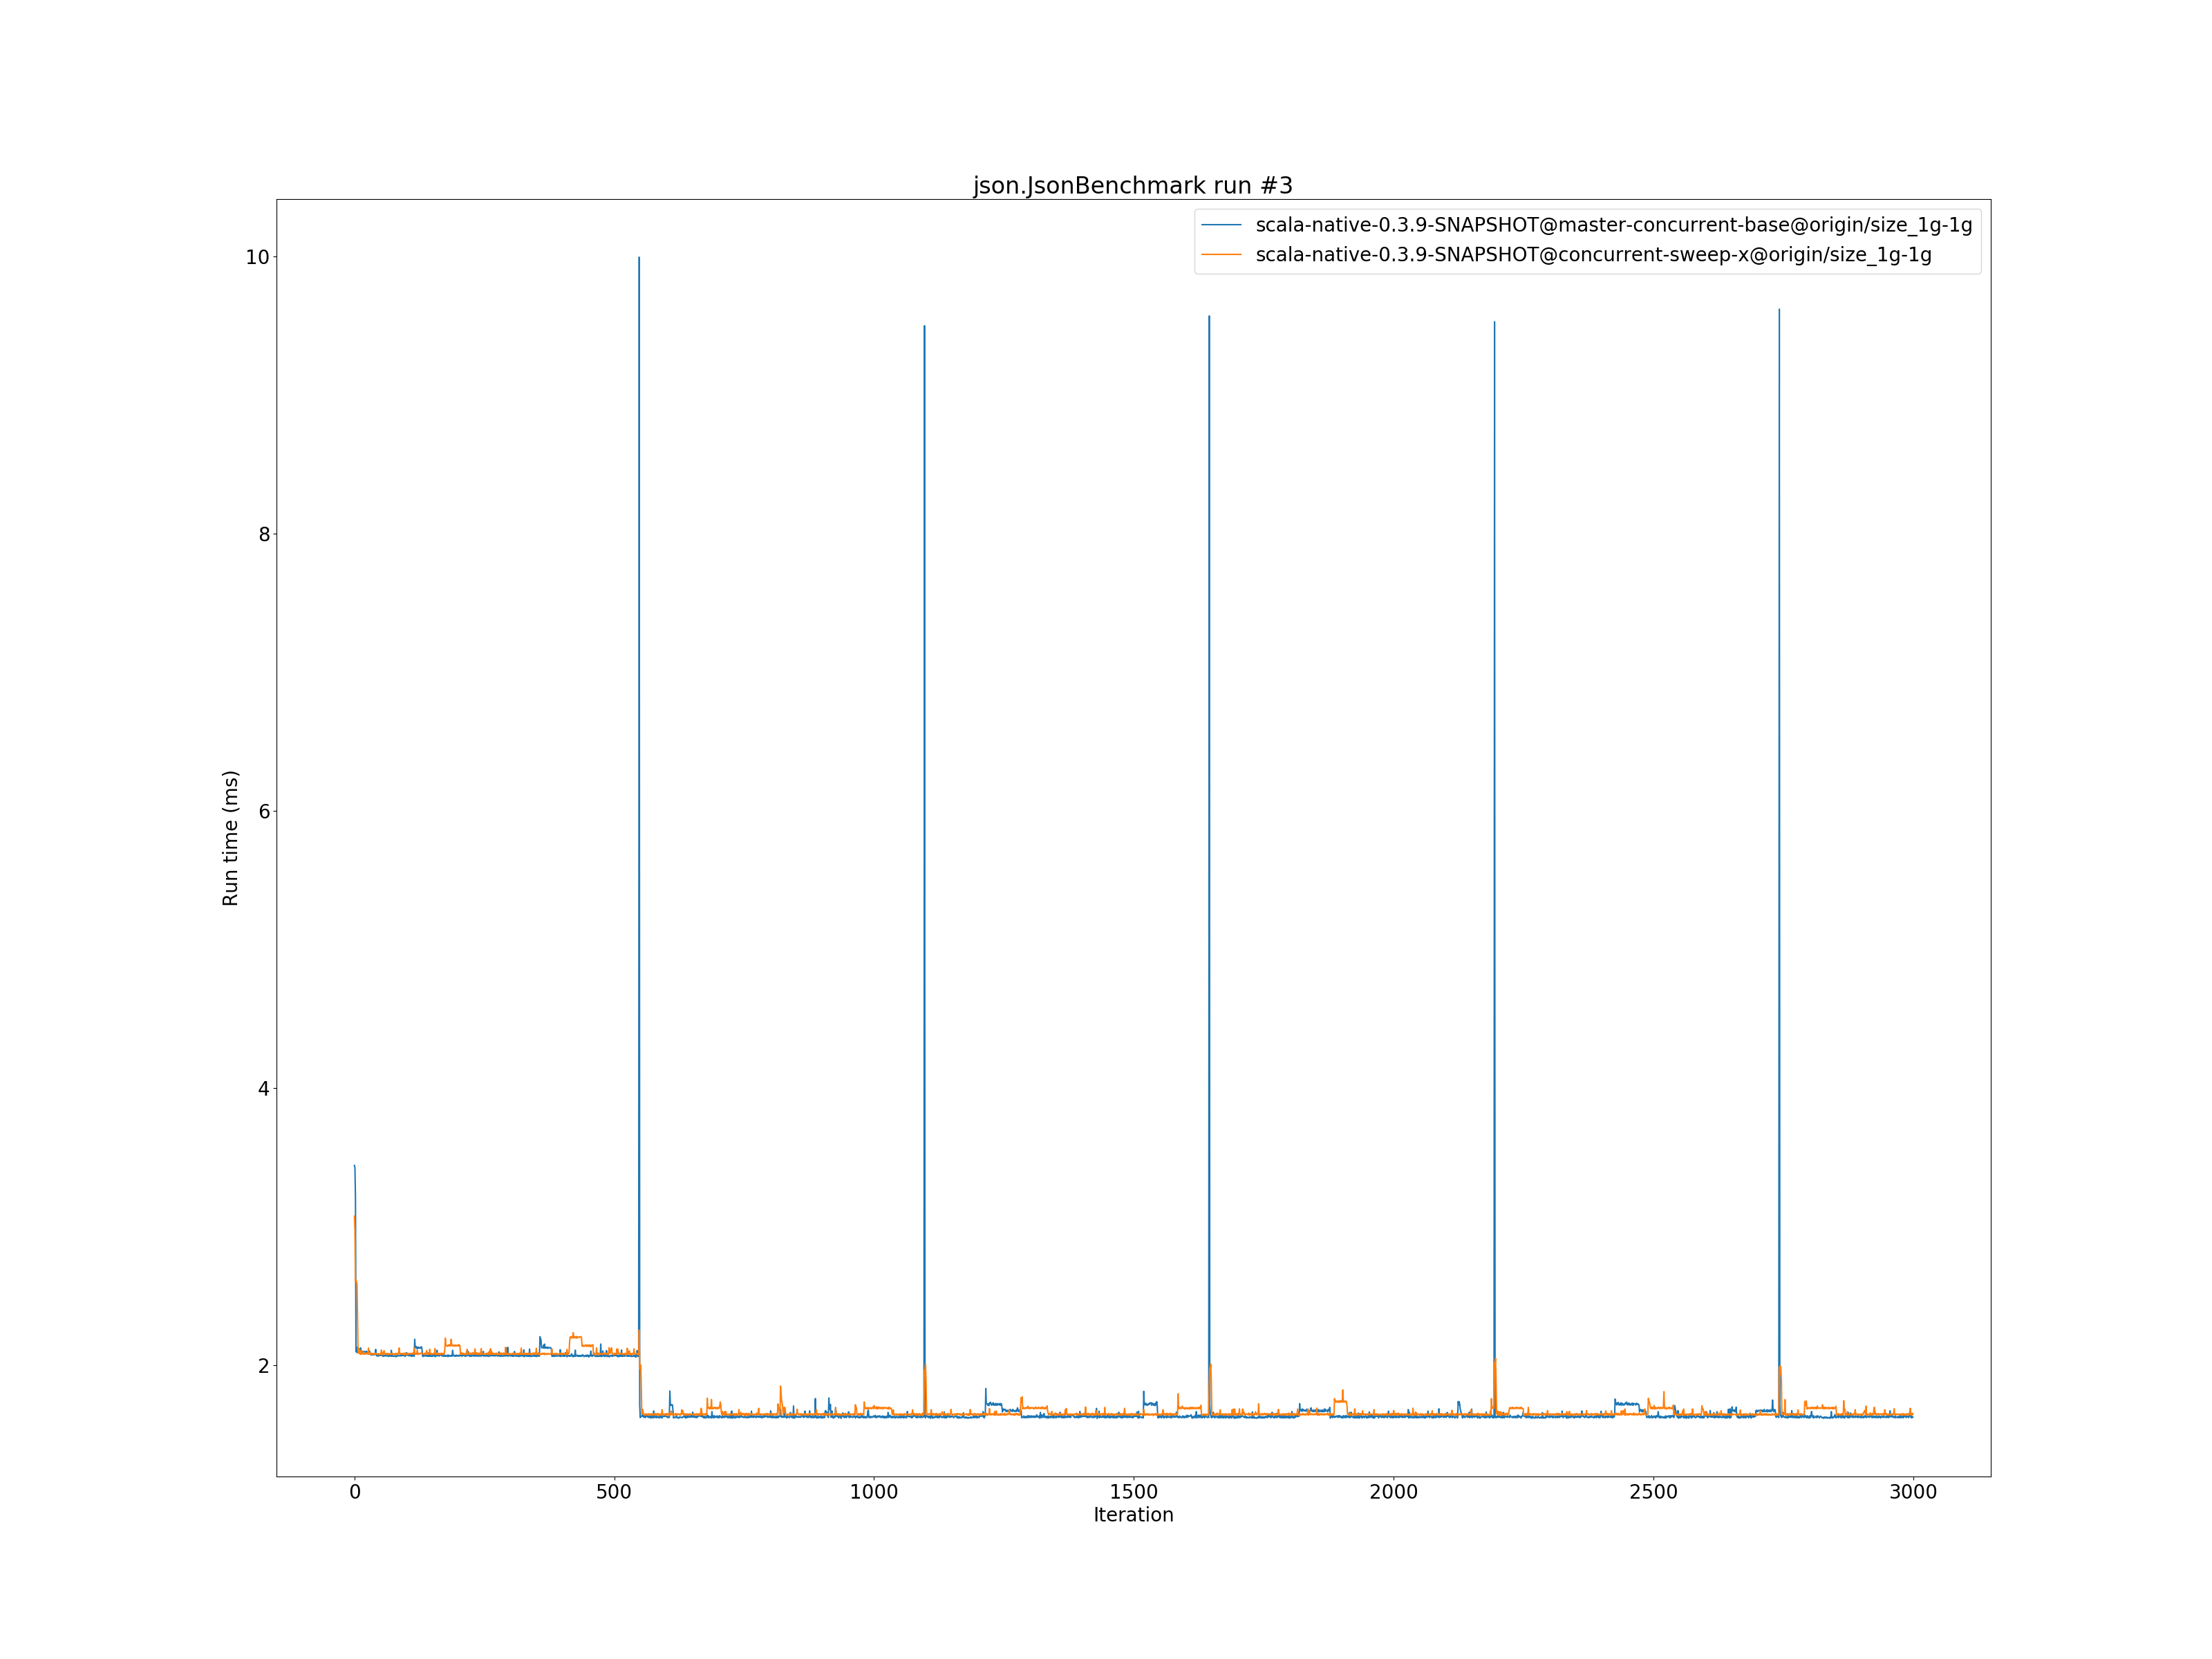 json.JsonBenchmark run #3
scala-native-0.3.9-SNAPSHOT@master-concurrent-base@origin/size_1g-1g
scala-native-0.3.9-SNAPSHOT@concurrent-sweep-x@origin/size_1g-1g
10
8
6
4
2
Run time (ms)
0 500 1000 1500 2000 2500 3000
Iteration